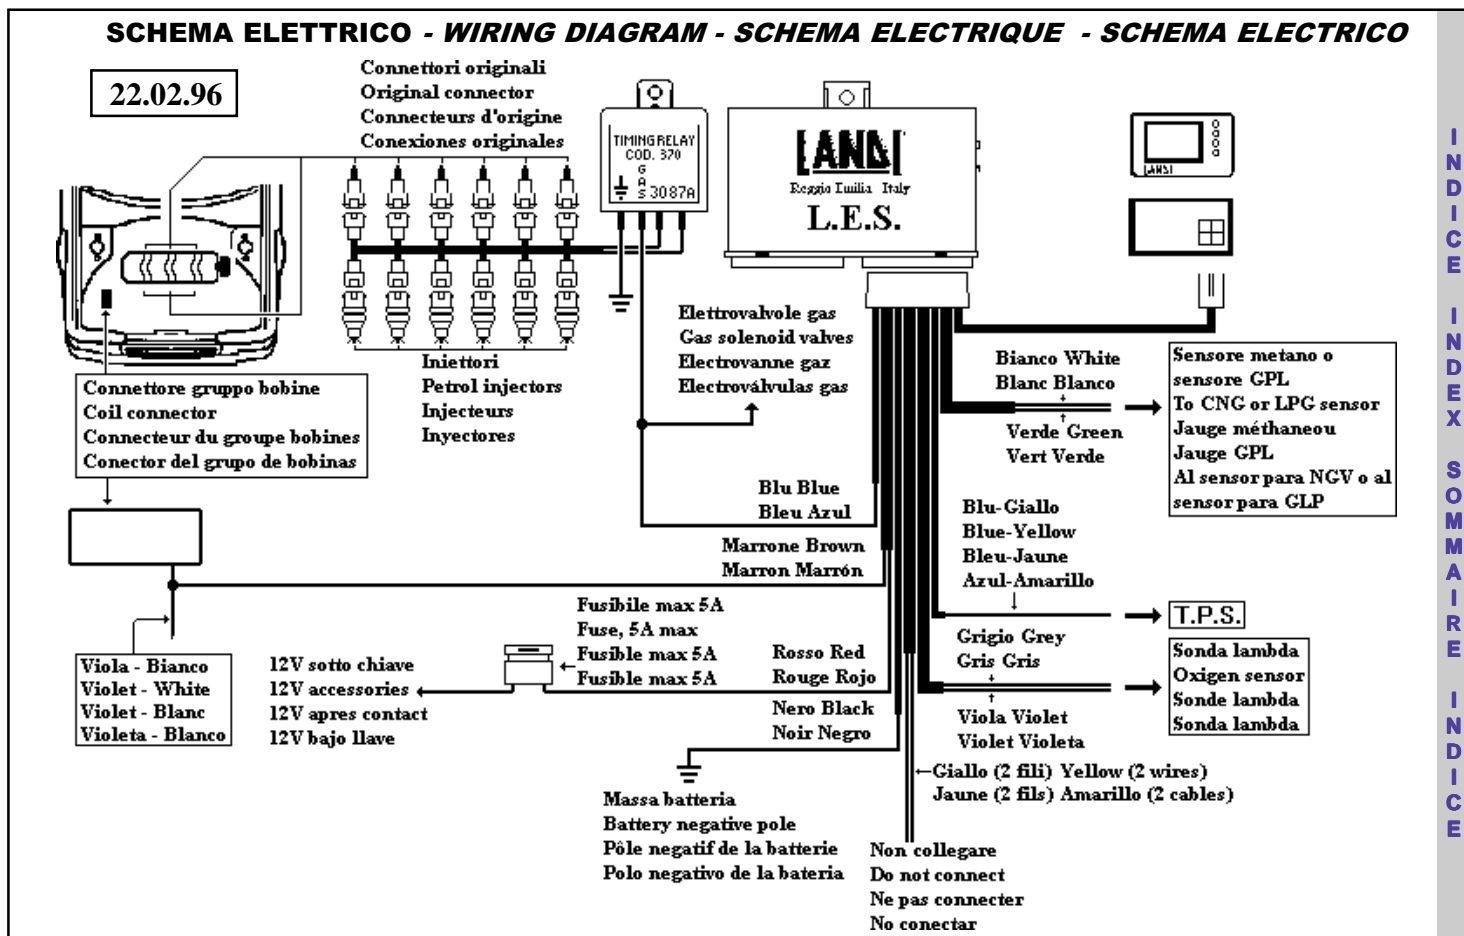 SCHEMA ELETTRICO - WIRING DIAGRAM - SCHEMA ELECTRIQUE - SCHEMA ELECTRICO
22.02.96
Connettori originali
Original connector
Connecteurs d'origine
Conexiones originales
TIMING RELAY
COD. 370
G
A
S 30 87A
LANDI
Reggio Emilia Italy
L.E.S.
LANDI
Elettrovalvole gas
Gas solenoid valves
Electrovanne gaz
Electroválvulas gas
Iniettori
Petrol injectors
Injecteurs
Inyectores
Connettore gruppo bobine
Coil connector
Connecteur du groupe bobines
Conector del grupo de bobinas
Bianco White
Blanc Blanco
Verde Green
Vert Verde
Sensore metano o
sensore GPL
To CNG or LPG sensor
Jauge méthaneou
Jauge GPL
Al sensor para NGV o al
sensor para GLP
Blu Blue
Bleu Azul
Marrone Brown
Marron Marrón
Blu-Giallo
Blue-Yellow
Bleu-Jaune
Azul-Amarillo
T.P.S.
Fusibile max 5A
Fuse, 5A max
Fusible max 5A
Fusible max 5A
Grigio Grey
Gris Gris
Viola Violet
Violet Violeta
Sonda lambda
Oxigen sensor
Sonde lambda
Sonda lambda
Rosso Red
Rouge Rojo
Nero Black
Noir Negro
Viola - Bianco
Violet - White
Violet - Blanc
Violeta - Blanco
12V sotto chiave
12V accessories
12V apres contact
12V bajo llave
Giallo (2 fili) Yellow (2 wires)
Jaune (2 fils) Amarillo (2 cables)
Massa batteria
Battery negative pole
Pôle negatif de la batterie
Polo negativo de la bateria
Non collegare
Do not connect
Ne pas connecter
No conectar
INDICE INDEX SOMMAIRE INDICE